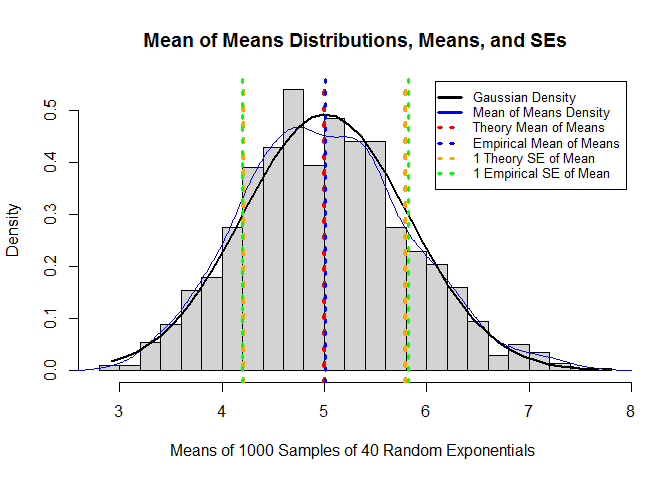 Mean of Means Distributions, Means, and SEs
Gaussian Density
Mean of Means Density
Theory Mean of Means
Empirical Mean of Means
1 Theory SE of Mean
1 Empirical SE of Mean
Density
0.5
0.4
0.3
0.2
0.1
0.0
3 4 5 6 7 8
Means of 1000 Samples of 40 Random Exponentials